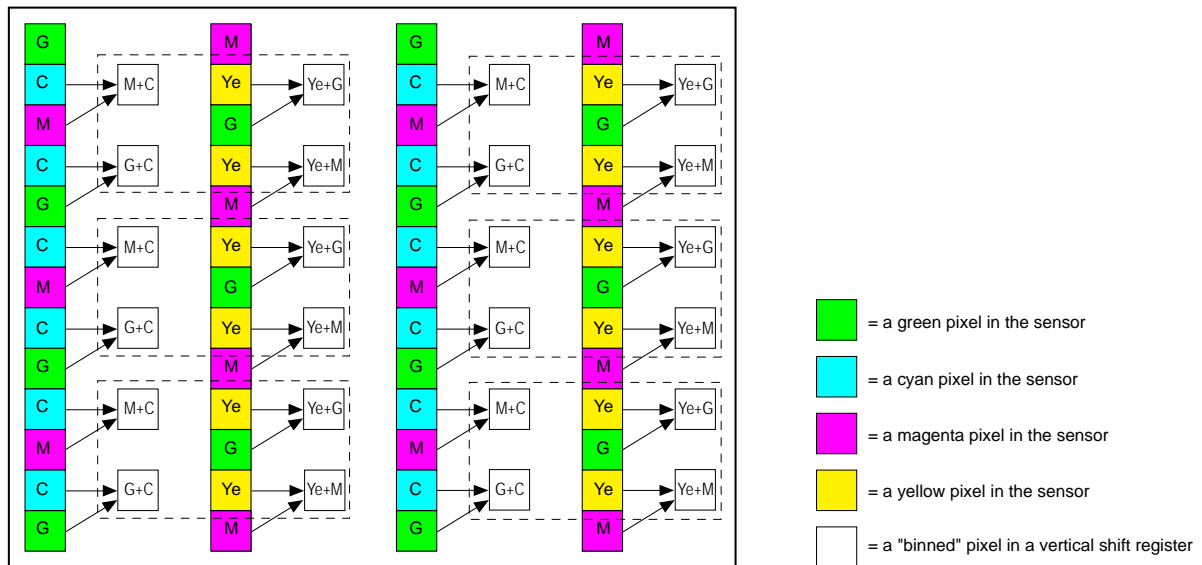 G M G M
C M+C Ye Ye+G C M+C Ye Ye+G
M G M G
C G+C Ye Ye+M C G+C Ye Ye+M
G M G M
C M+C Ye Ye+G C M+C Ye Ye+G
M G M G
C G+C Ye Ye+M C G+C Ye Ye+M
G M G M
C M+C Ye Ye+G C M+C Ye Ye+G
M G M G
C G+C Ye Ye+M C G+C Ye Ye+M
G M G M
= a green pixel in the sensor
= a cyan pixel in the sensor
= a magenta pixel in the sensor
= a yellow pixel in the sensor
= a "binned" pixel in a vertical shift register